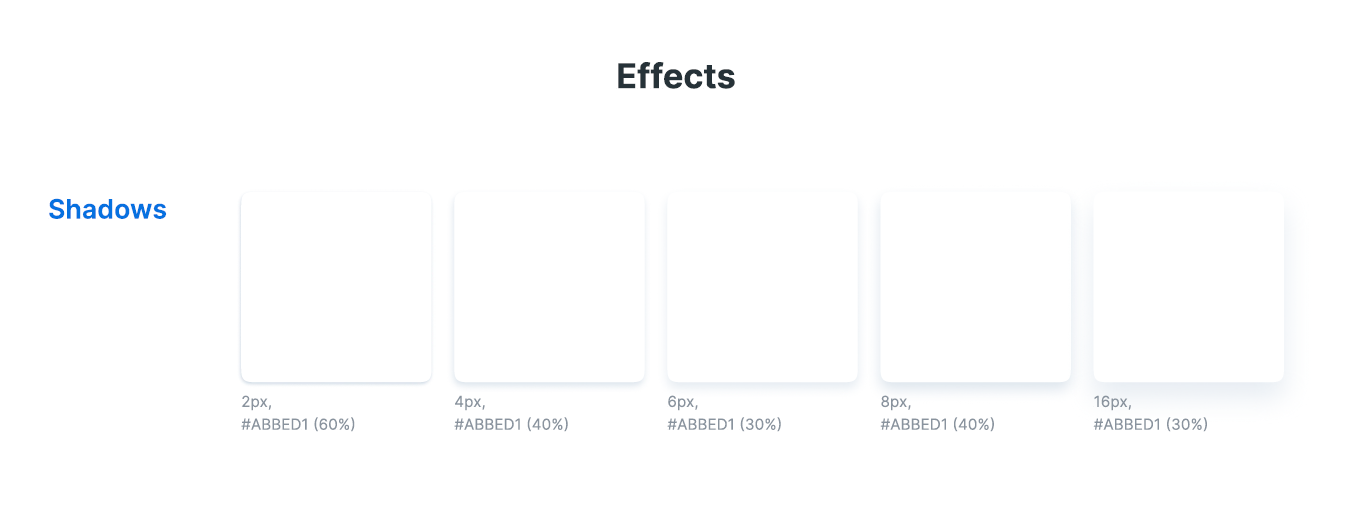 Effects
Shadows
2px,
#ABBED1 (60%)
4px,
#ABBED1 (40%)
6px,
#ABBED1 (30%)
8px,
#ABBED1 (40%)
16px,
#ABBED1 (30%)